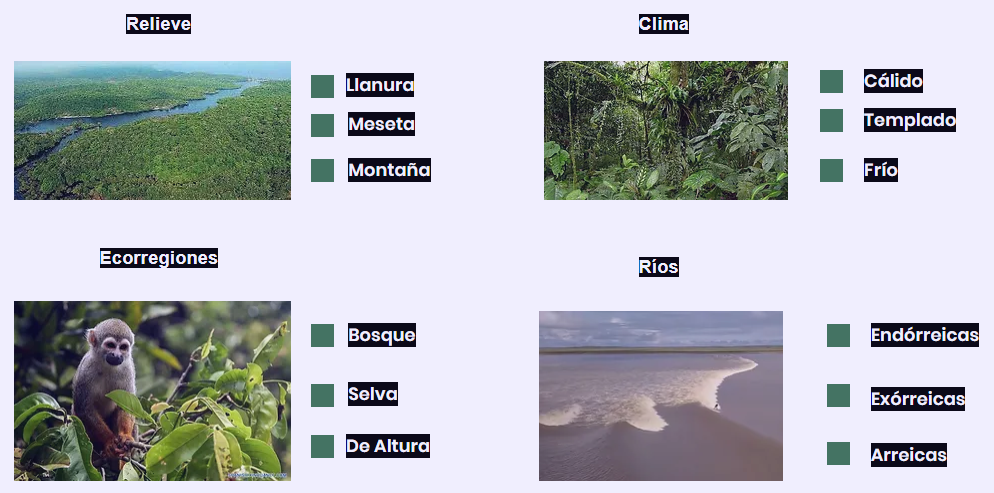 Relieve
Clima
Llanura
Meseta
Montaña
Cálido
Templado
Frío
Ecorregiones
Ríos
Bosque
Selva
De Altura
Endórreicas
Exórreicas
Arreicas